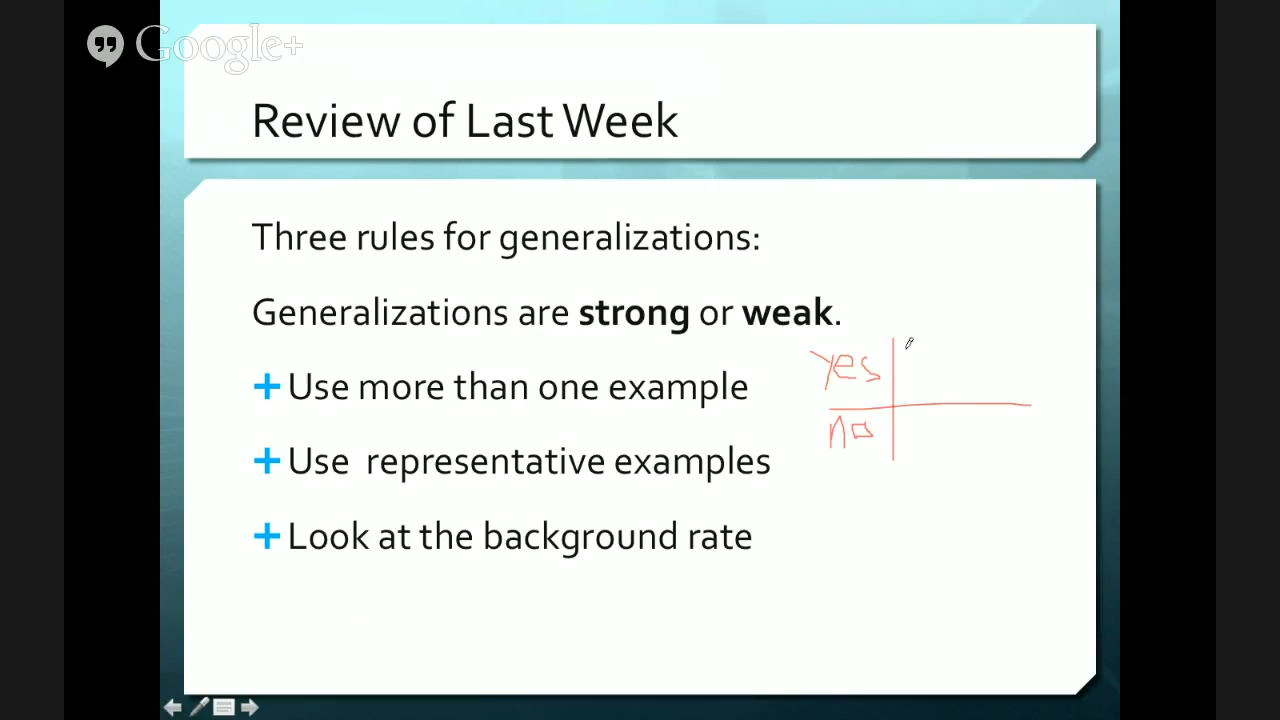 Google+
Review of Last Week
Three rules for generalizations:
Generalizations are strong or weak.
Use more than one example
yes
no
Use representative examples
Look at the background rate